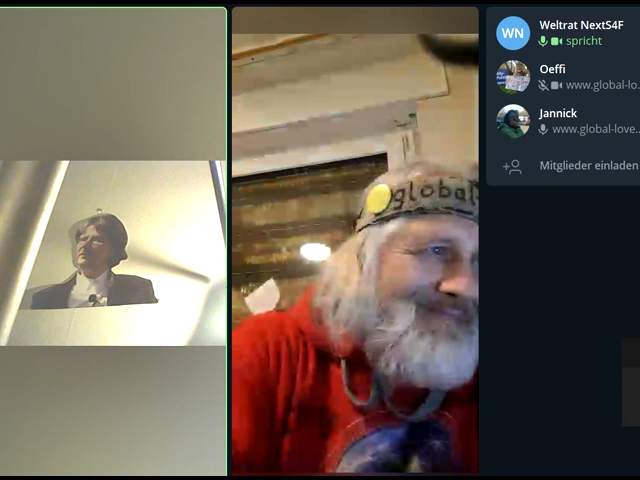 global-
WN
Weltrat NextS4F
spricht
Oeffi
www.global-lo..
Jannick
www.global-love..
Mitglieder einladen